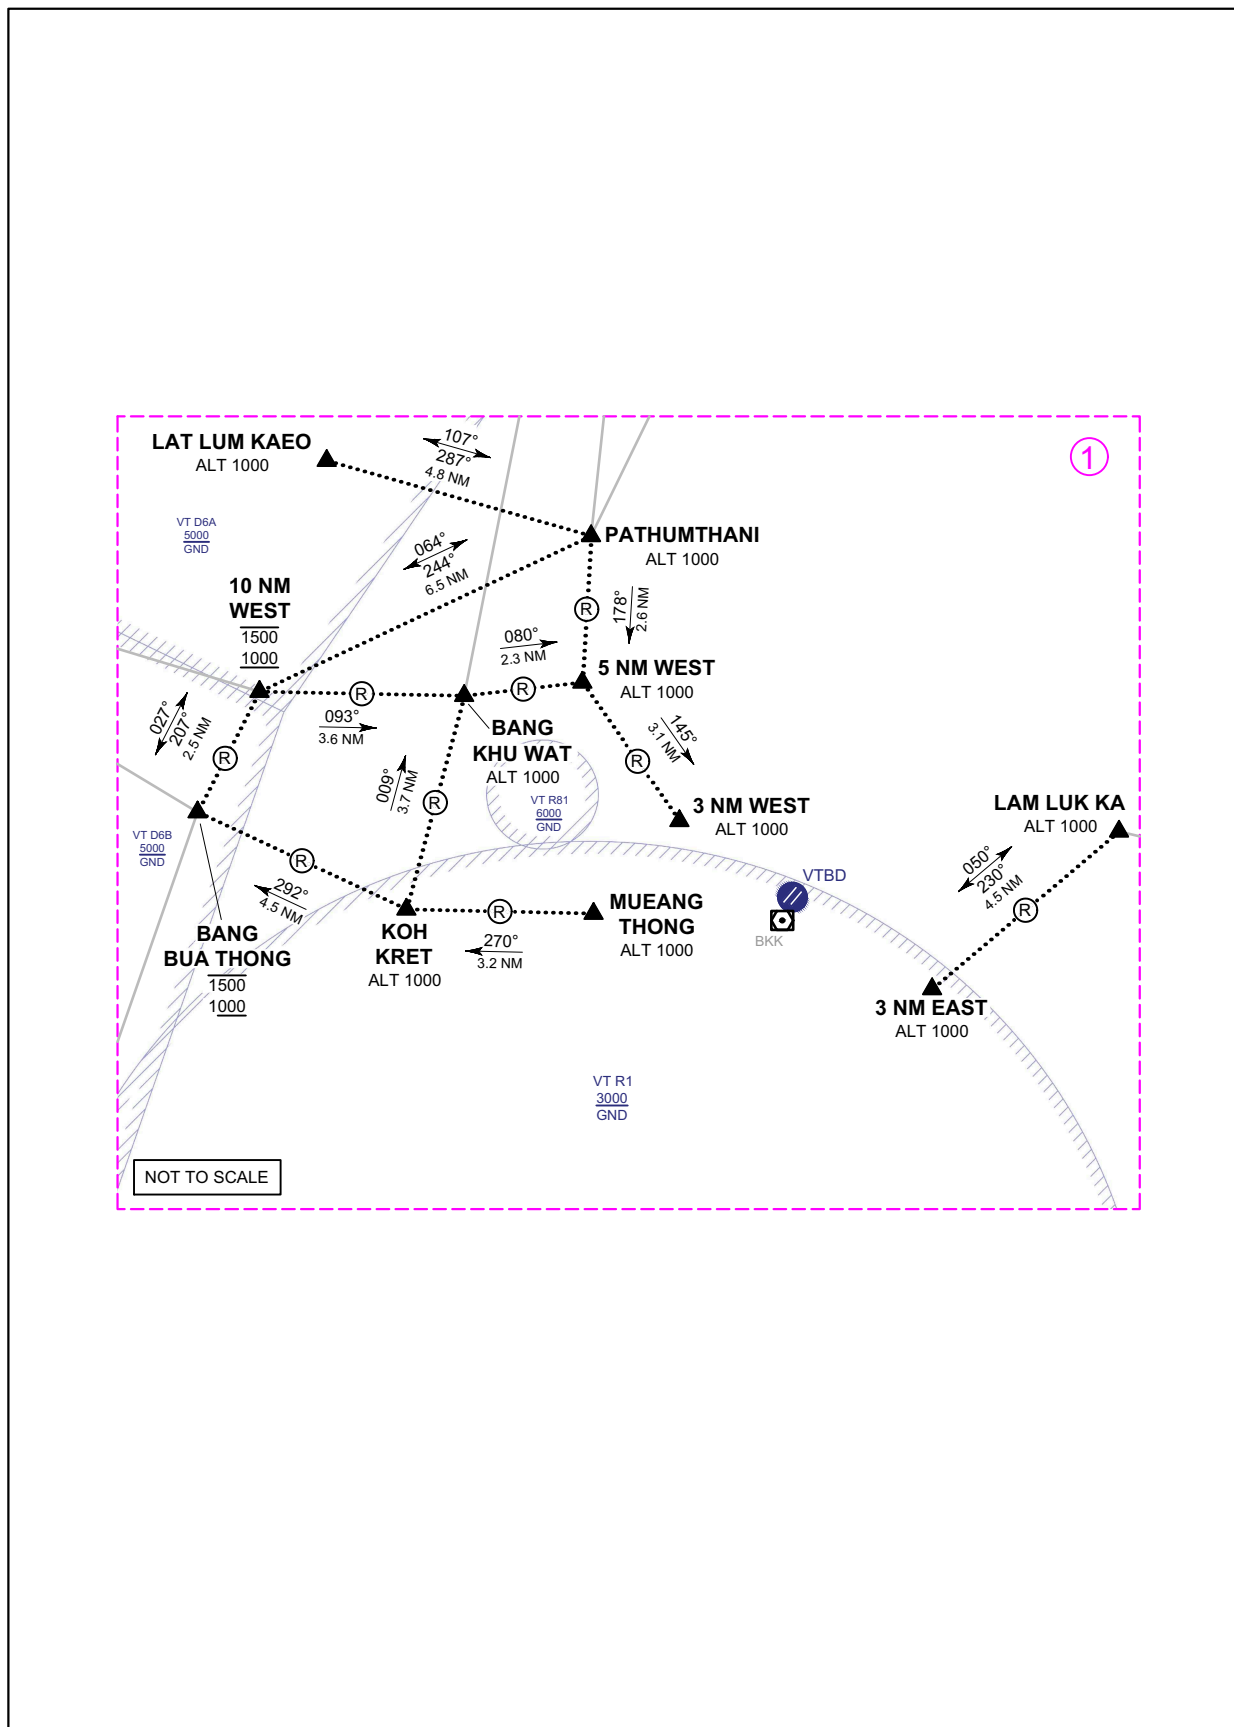 LAT LUM KAEO
ALT 1000
107°
287°
4.8 NM
1
VT D6A
5000
GND
PATHUMTHANI
ALT 1000
064°
244°
6.5 NM
10 NM
WEST
1500
1000
R
178°
2.6 NM
080°
2.3 NM
5 NM WEST
ALT 1000
R
R
093°
3.6 NM
027°
207°
2.5 NM
R
BANG
KHU WAT
ALT 1000
145°
3.1 NM
R
009°
3.7 NM
R
VT R81
6000
GND
3 NM WEST
ALT 1000
LAM LUK KA
ALT 1000
VT D6B
5000
GND
R
292°
4.5 NM
050°
230°
4.5 NM
R
VTBD
BKK
MUEANG
THONG
ALT 1000
R
270°
3.2 NM
KOH
KRET
ALT 1000
BANG
BUA THONG
1500
1000
3 NM EAST
ALT 1000
VT R1
3000
GND
NOT TO SCALE